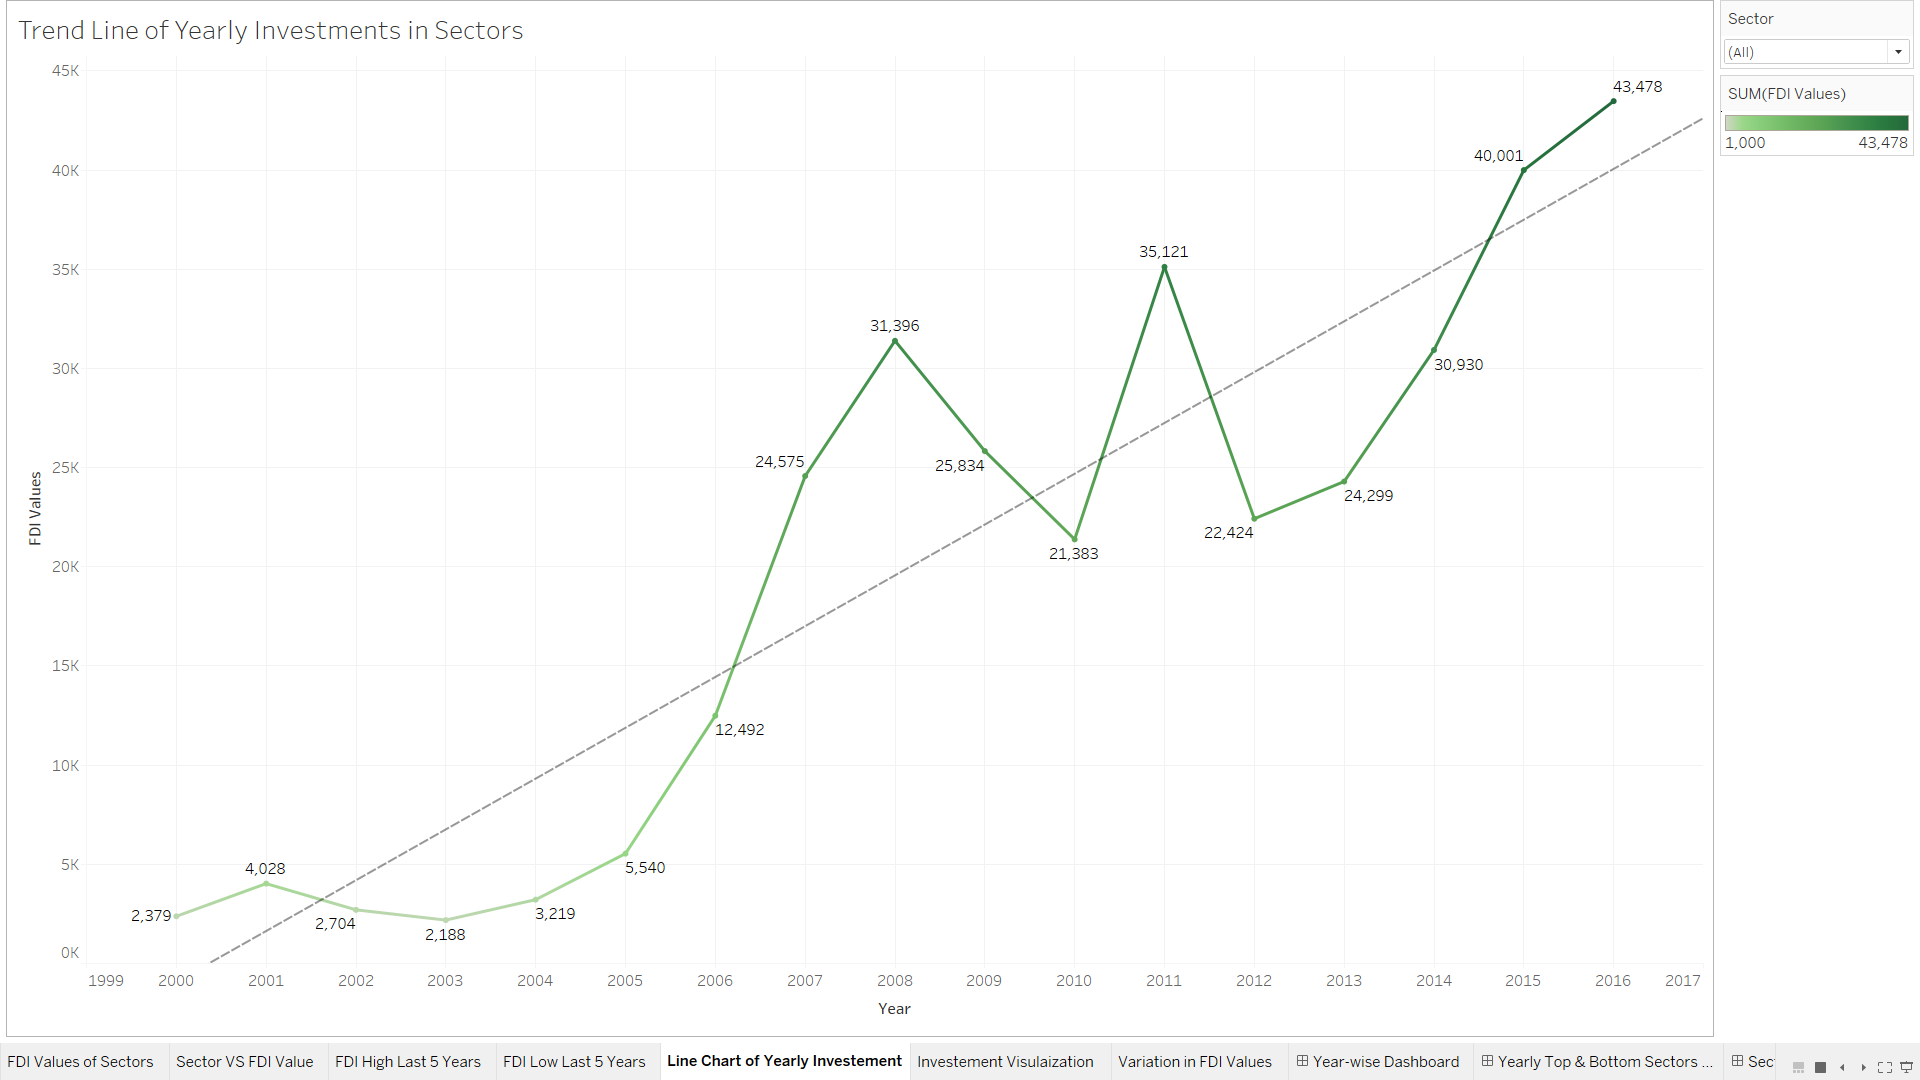 Trend Line of Yearly Investments in Sectors
Sector
(All)
SUM(FDI Values)
1,000 43,478
45K
40K
35K
30K
25K
20K
15K
10K
5K
0K
FDI Values
2,379
4,028
2,704
2,188
3,219
5,540
12,492
24,575
31,396
25,834
21,383
35,121
22,424
24,299
30,930
40,001
43,478
1999 2000 2001 2002 2003 2004 2005 2006 2007 2008 2009 2010 2011 2012 2013 2014 2015 2016 2017
Year
FDI Values of Sectors Sector VS FDI Value FDI High Last 5 Years FDI Low Last 5 Years Line Chart of Yearly Investement Investement Visulaization Variation in FDI Values Year-wise Dashboard Yearly Top & Bottom Sectors ... Sec